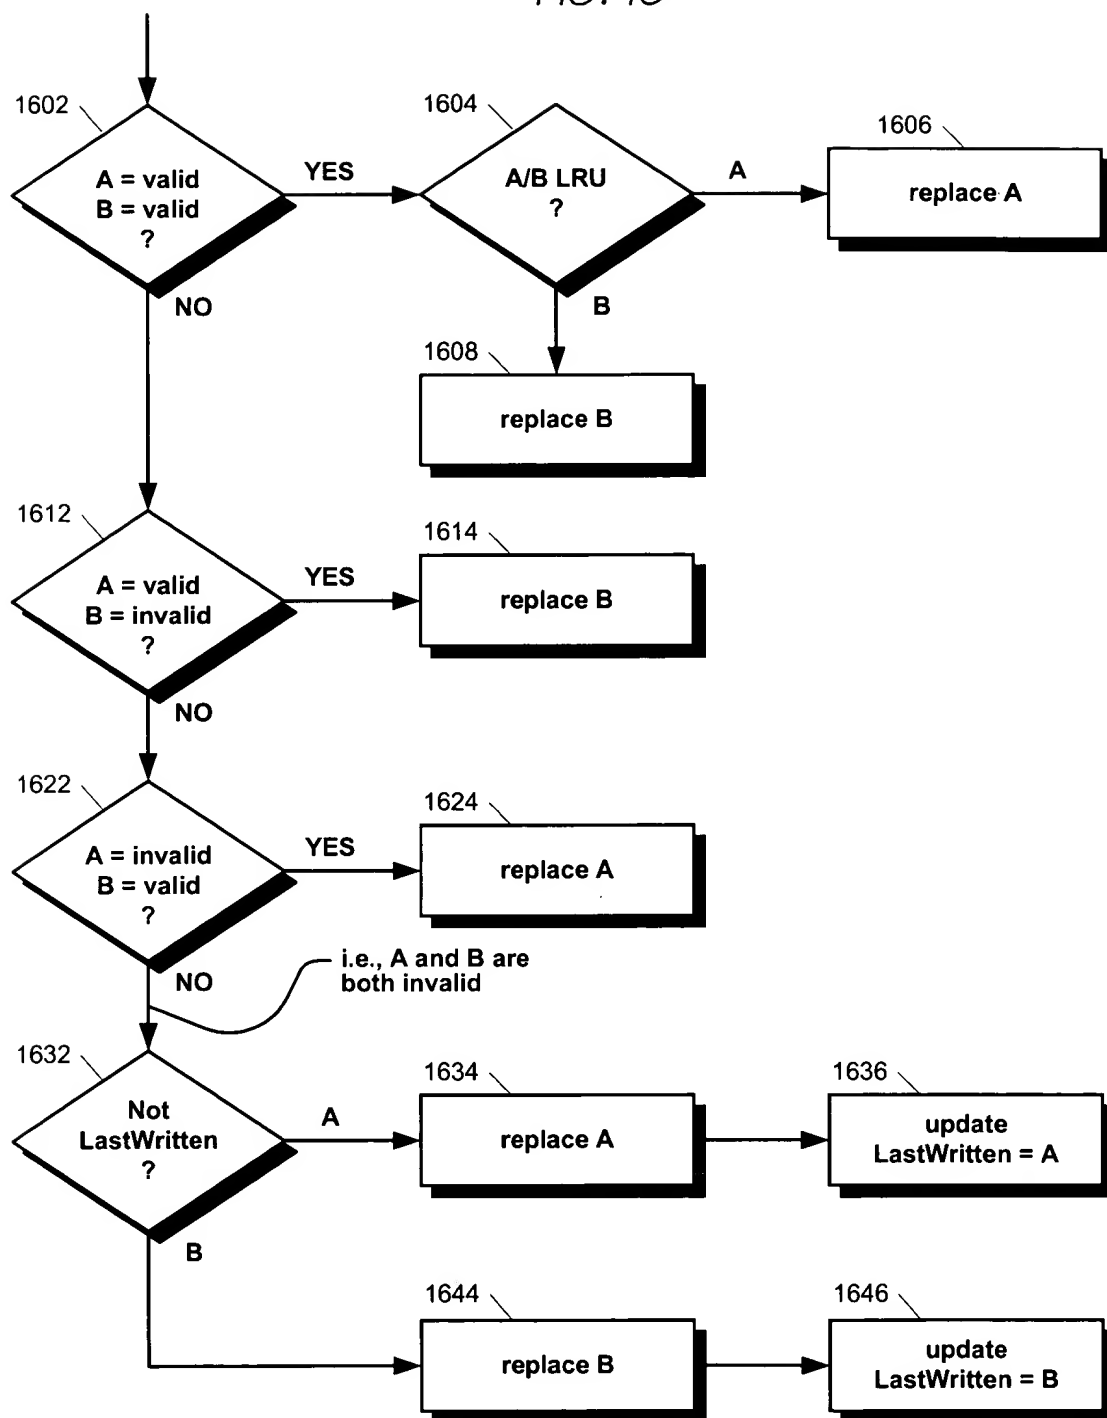 1602
A = valid
B = valid
?
YES
NO
1604
A/B LRU
?
A
B
1606
replace A
1608
replace B
1612
A = valid
B = invalid
?
YES
NO
1614
replace B
1622
A = invalid
B = valid
?
YES
NO
1624
replace A
i.e., A and B are
both invalid
1632
Not
LastWritten
?
A
B
1634
replace A
1636
update
LastWritten = A
1644
replace B
1646
update
LastWritten = B